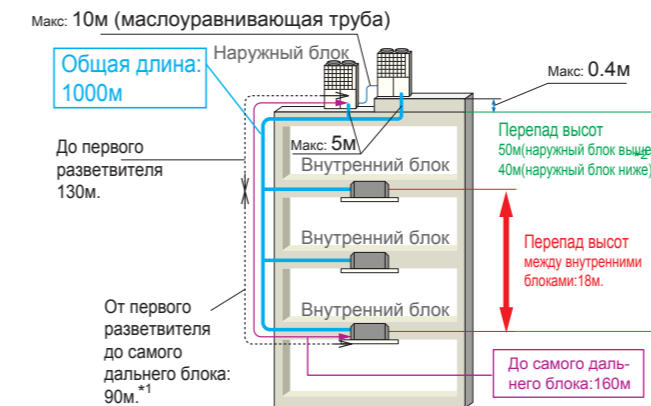 Макс: 10м (маслоуравнивающая труба)
Наружный блок
Общая длина:
1000м
Макс: 0.4м
До первого
разветвителя
130м.
Макс: 5м
Внутренний блок
Перепад высот
50м(наружный блок выше)
*2
40м(наружный блок ниже)
Внутренний блок
Перепад высот
между внутренними
блоками:18м.
Внутренний блок
От первого
разветвителя
до самого
дальнего блока:
90м.*1
До самого даль-
него блока:160м